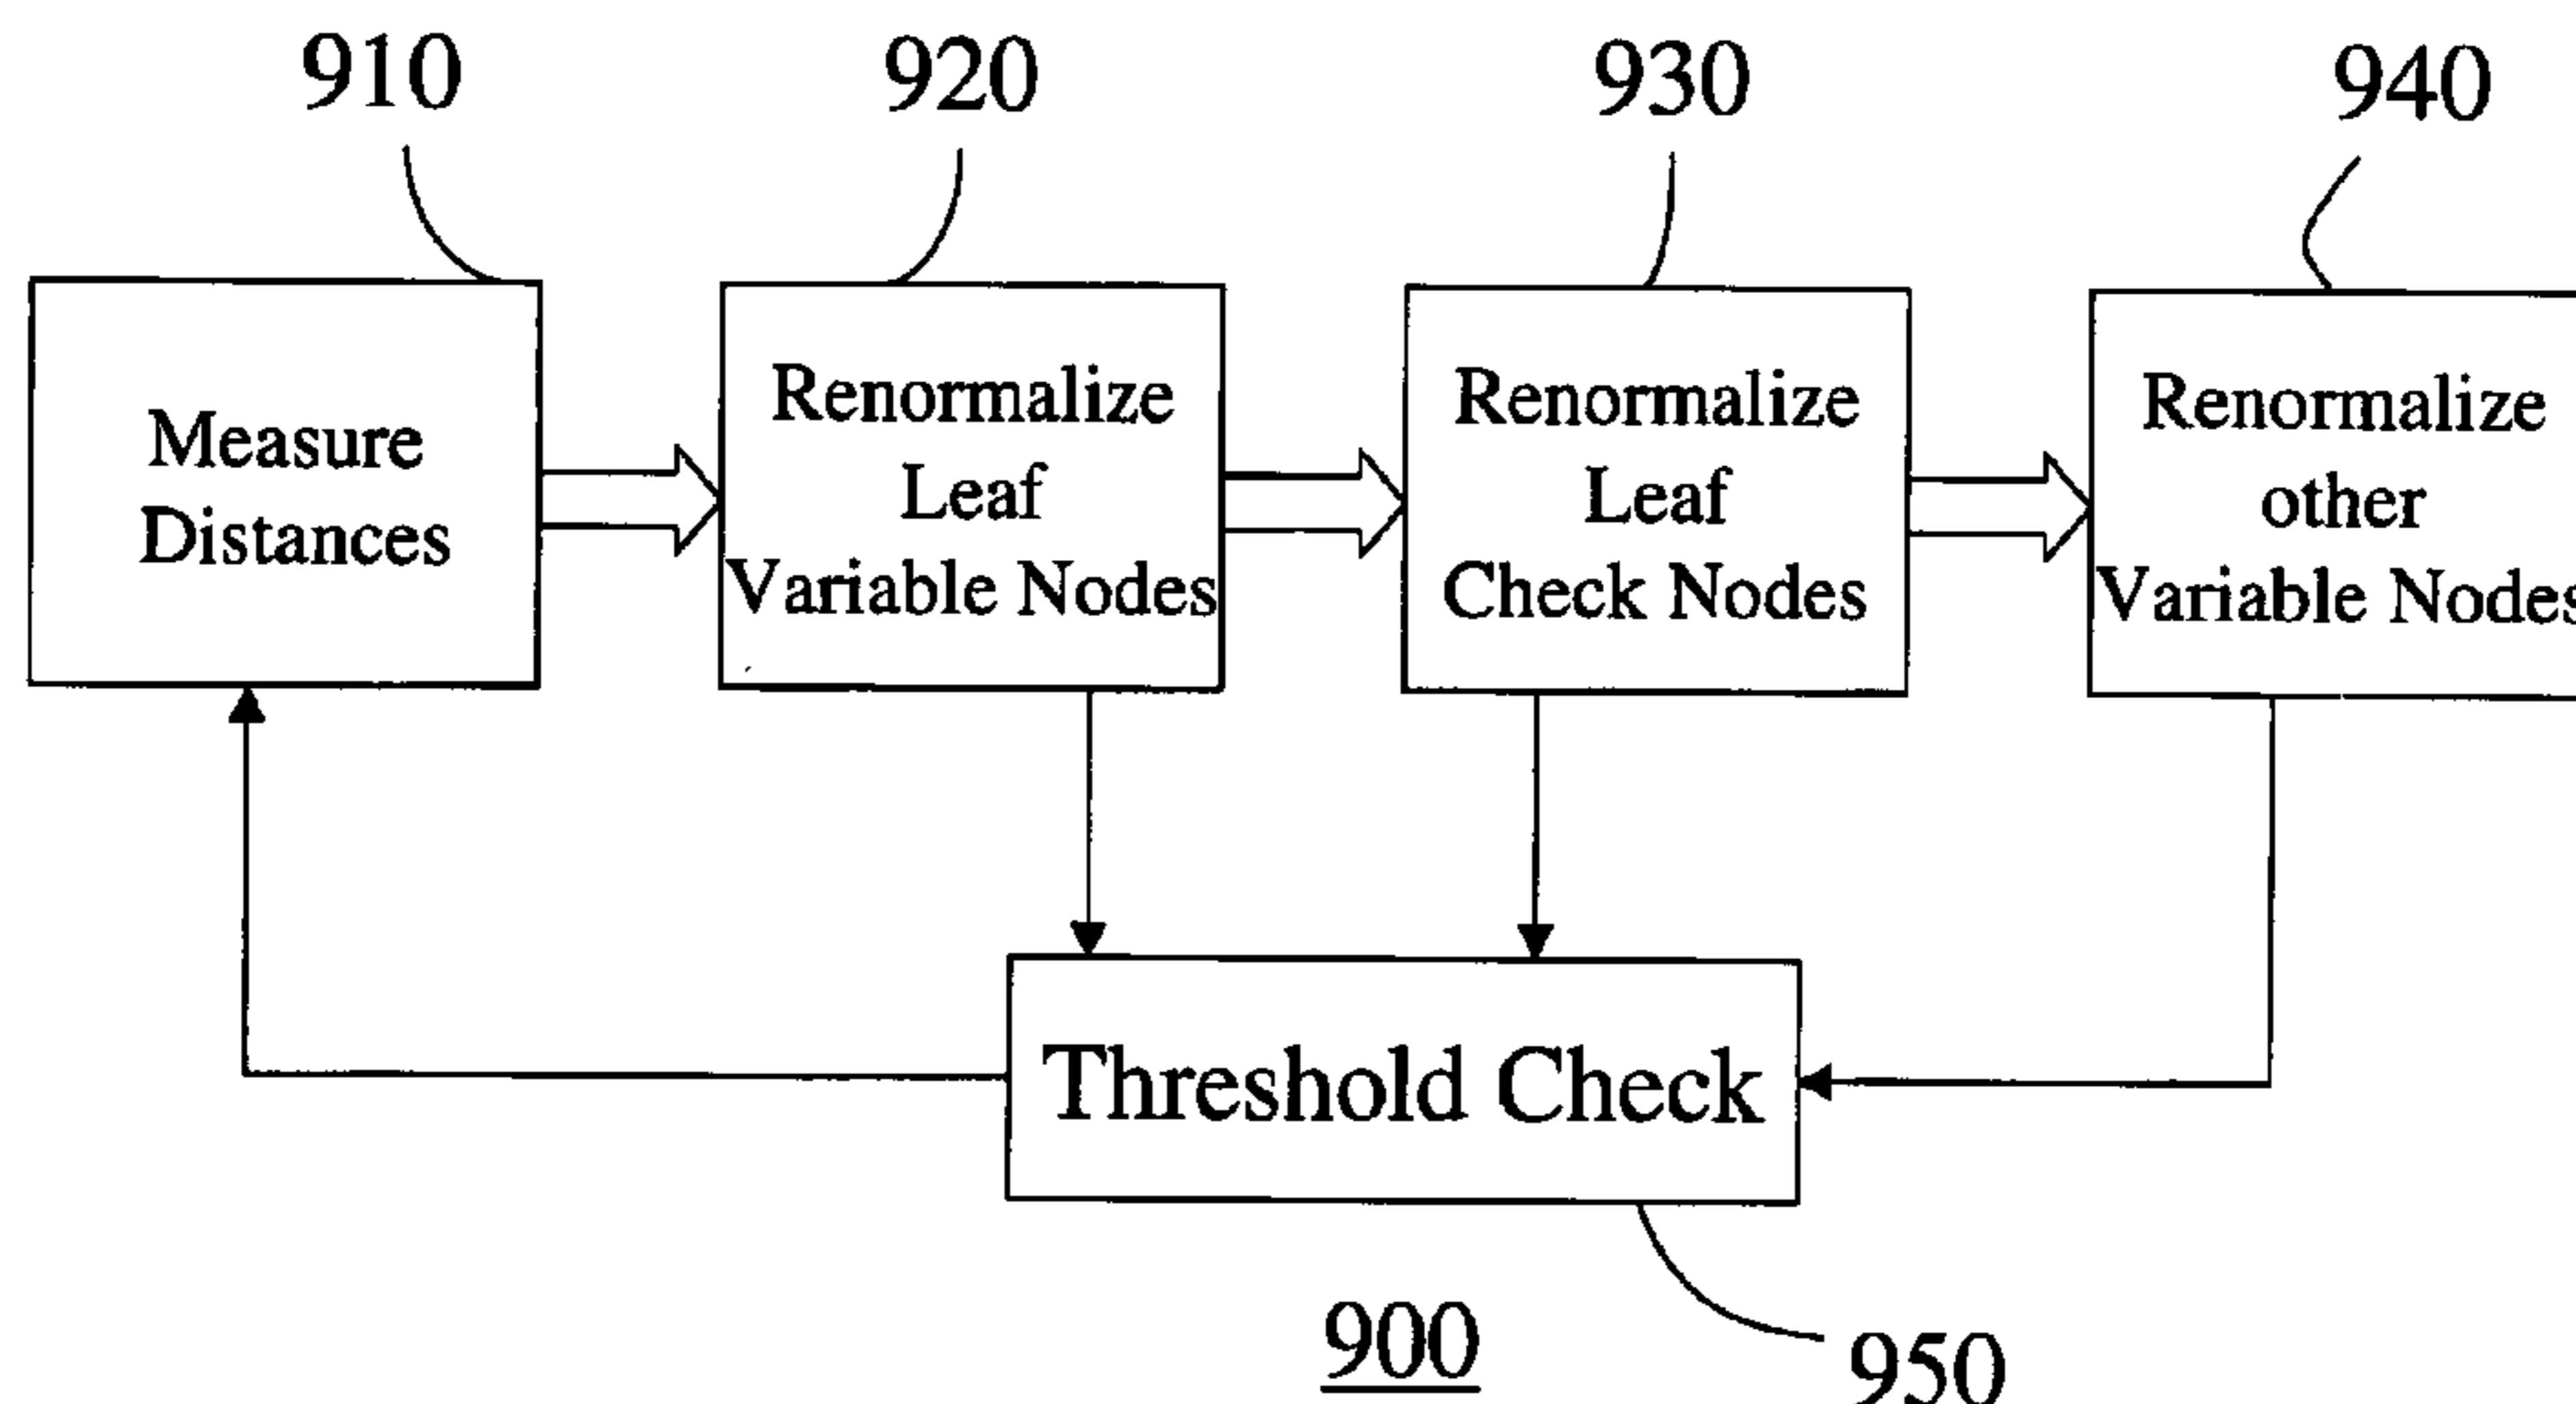 910
920
930
940
Measure
Distances
Renormalize
Leaf
Variable Nodes
Renormalize
Leaf
Check Nodes
Renormalize
other
Variable Nodes
Threshold Check
900
950